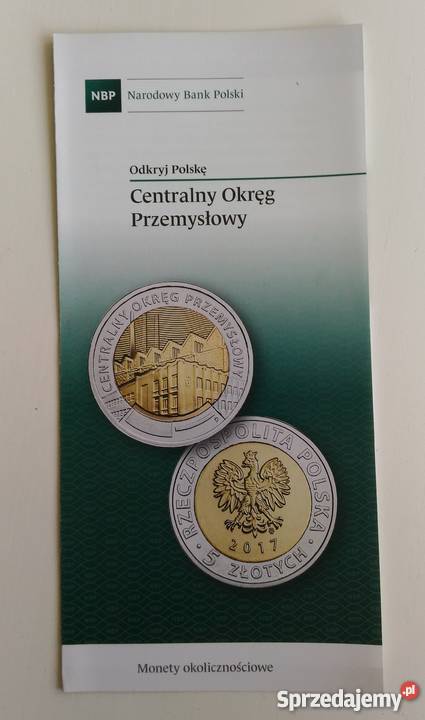 NBP
Narodowy Bank Polski
Odkryj Polskę
Centralny Okręg
Przemysłowy
CENTRALNY OKRĘG PRZEMYSŁOWY
RZECZPOSPOLITA POLSKA
2017
5 ZŁOTYCH
Monety okolicznościowe
Sprzedajemy.pl